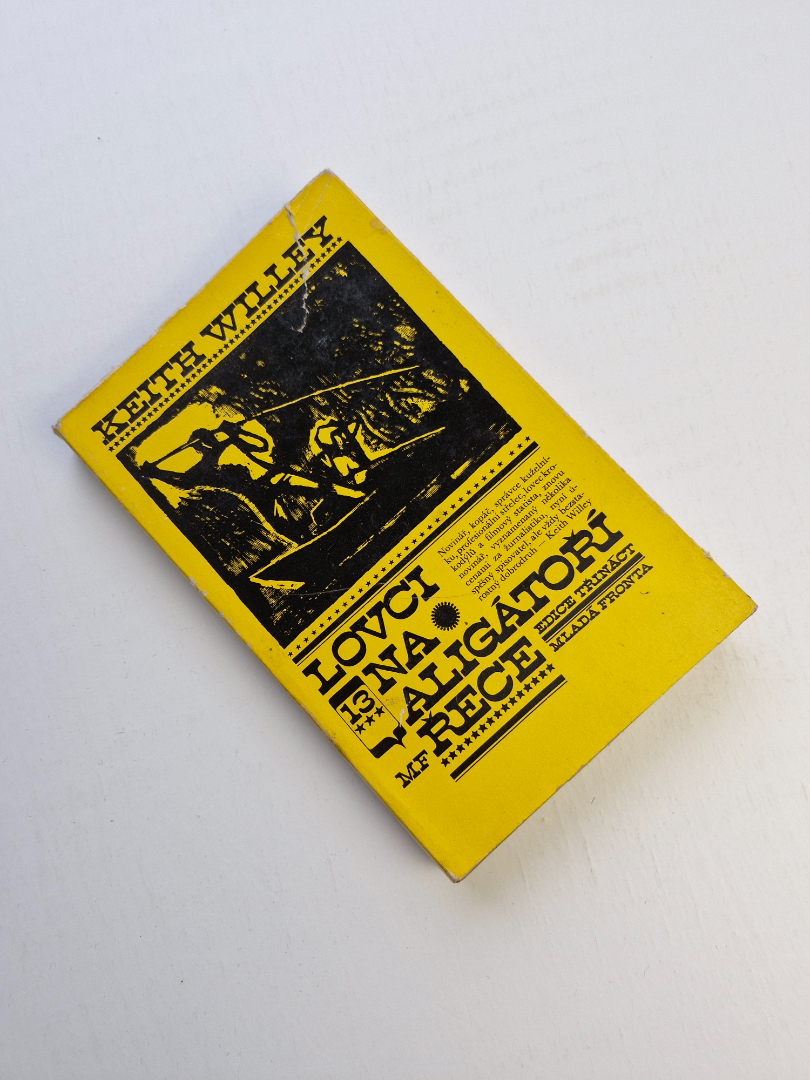 KEITH WILLEY
Novinář, kopáč, správce kuželní-
ku, profesionální střelec, lovec kro-
kodýlů a filmový statista, znovu
novinář, vyznamenaný několika
cenami za žurnalistiku, nyní ú-
spěšný spisovatel, ale vždy bezsta-
rostný dobrodruh — Keith Willey
LOVCI
NA
ALIGÁTOŘÍ
ŘECE
EDICE TŘINÁCT
MLADÁ FRONTA
13
MF